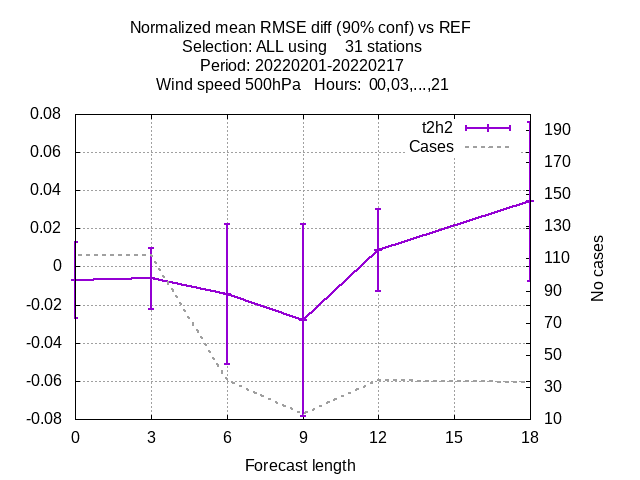 Normalized mean RMSE diff (90% conf) vs REF
Selection: ALL using    31 stations
Period: 20220201-20220217
Wind speed 500hPa   Hours:  00,03,...,21
t2h2
Cases
0.08
0.06
0.04
0.02
0
-0.02
-0.04
-0.06
-0.08
190
170
150
130
110
90
70
50
30
10
No cases
0 3 6 9 12 15 18
Forecast length